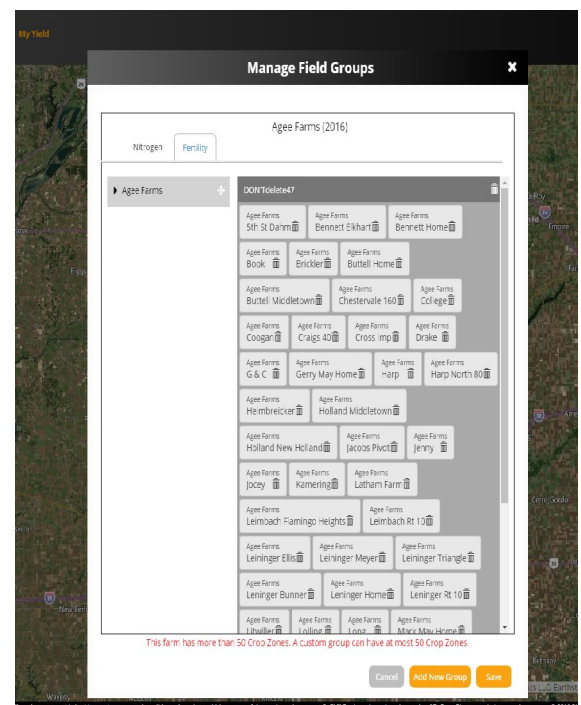 My Yield
Manage Field Groups
Agee Farms (2016)
Nitrogen Fertility
Agee Farms
DON'Tdelete47
Agee Farms Agee Farms Agee Farms
5th St Dahm Bennett Elkhart Bennett Home
Agee Farms Agee Farms Agee Farms
Book Brickler Buttell Home
Agee Farms Agee Farms Agee Farms
Buttell Middletown Chestervale 160 College
Agee Farms Agee Farms Agee Farms Agee Farms
Coogan Craigs 40 Cross Imp Drake
Agee Farms Agee Farms Agee Farms Agee Farms
G & C Gerry May Home Harp Harp North 80
Agee Farms Agee Farms
Heimbreicker Holland Middletown
Agee Farms Agee Farms Agee Farms
Holland New Holland Jacobs Pivot Jenny
Agee Farms Agee Farms Agee Farms
Jocey Kamering Latham Farm
Agee Farms Agee Farms
Leimbach Flamingo Heights Leimbach Rt 10
Agee Farms Agee Farms Agee Farms
Leininger Ellis Leininger Meyer Leininger Triangle
Agee Farms Agee Farms Agee Farms
Leninger Bunner Leninger Home Leninger Rt 10
Agee Farms Agee Farms Agee Farms Agee Farms
Litwiller Lolling Long Mark May Home
This farm has more than 50 Crop Zones. A custom group can have at most 50 Crop Zones.
Cancel Add New Group Save
LeRoy
Empire
Cerro Gordo
New Berl
Bethany
Waverly